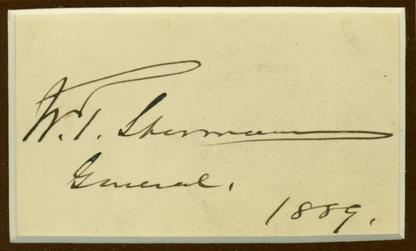 W. T. Sherman
General.
1889.